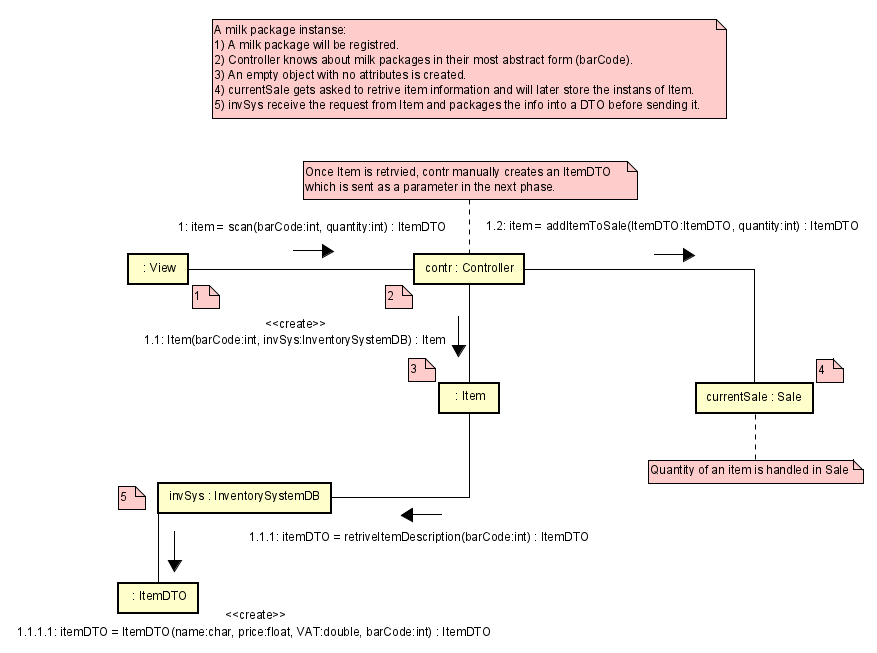 A milk package instanse:
1) A milk package will be registred.
2) Controller knows about milk packages in their most abstract form (barCode).
3) An empty object with no attributes is created.
4) currentSale gets asked to retrive item information and will later store the instans of Item.
5) invSys receive the request from Item and packages the info into a DTO before sending it.
Once Item is retrvied, contr manually creates an ItemDTO
which is sent as a parameter in the next phase.
1: item = scan(barCode:int, quantity:int) : ItemDTO
1.2: item = addItemToSale(ItemDTO:ItemDTO, quantity:int) : ItemDTO
: View
contr : Controller
1
2
<<create>>
1.1: Item(barCode:int, invSys:InventorySystemDB) : Item
3
4
: Item
currentSale : Sale
Quantity of an item is handled in Sale
5
invSys : InventorySystemDB
1.1.1: itemDTO = retriveItemDescription(barCode:int) : ItemDTO
: ItemDTO
<<create>>
1.1.1.1: itemDTO = ItemDTO(name:char, price:float, VAT:double, barCode:int) : ItemDTO